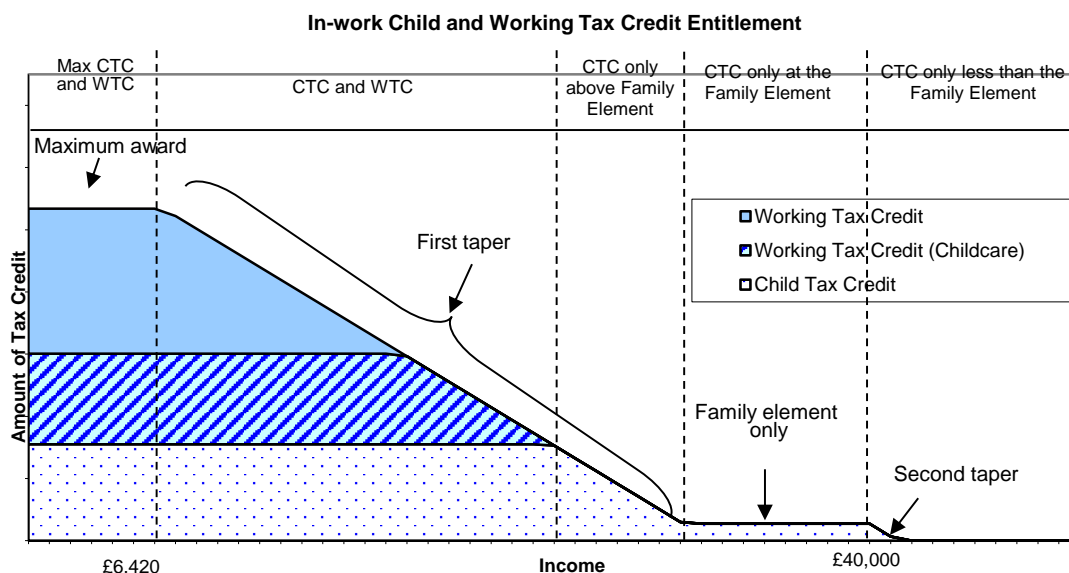 In-work Child and Working Tax Credit Entitlement
Max CTC
and WTC
CTC and WTC
CTC only
above Family
Element
CTC only at the
Family Element
CTC only less than the
Family Element
Maximum award
First taper
Working Tax Credit
Working Tax Credit (Childcare)
Child Tax Credit
Family element
only
Second taper
Amount of Tax Credit
£6,420
Income
£40,000